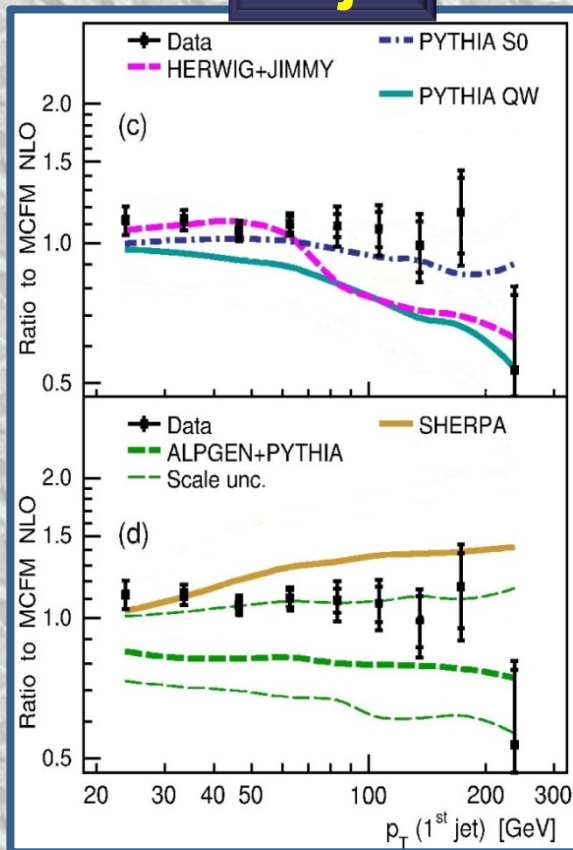 Data
PYTHIA S0
HERWIG+JIMMY
PYTHIA QW
2.0
(c)
1.5
1.0
0.5
Ratio to MCFM NLO
Data
SHERPA
ALPGEN+PYTHIA
Scale unc.
2.0
1.5
(d)
1.0
0.5
Ratio to MCFM NLO
20 30 40 50 100 200 300
pT (1st jet) [GeV]